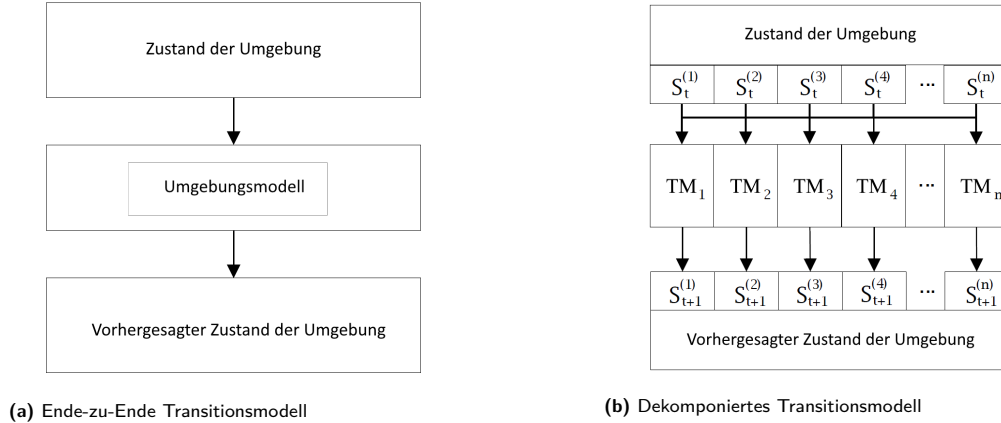 Zustand der Umgebung
Umgebungsmodell
Vorhergesagter Zustand der Umgebung
(a) Ende-zu-Ende Transitionsmodell
Zustand der Umgebung
S_t^(1) S_t^(2) S_t^(3) S_t^(4) ... S_t^(n)
TM_1 TM_2 TM_3 TM_4 ... TM_n
S_t+1^(1) S_t+1^(2) S_t+1^(3) S_t+1^(4) ... S_t+1^(n)
Vorhergesagter Zustand der Umgebung
(b) Dekomponiertes Transitionsmodell